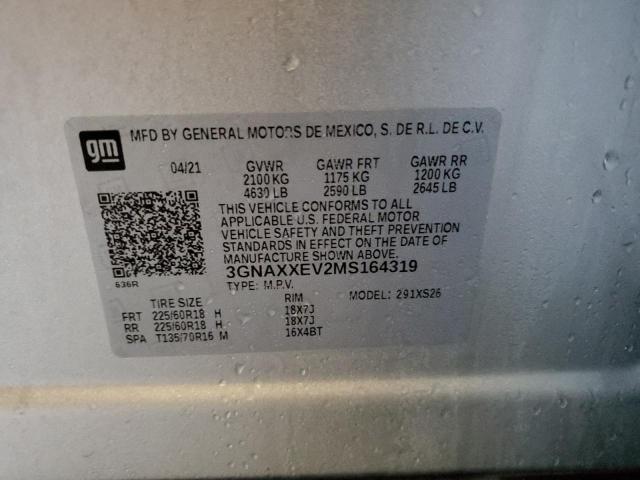 gm
MFD BY GENERAL MOTORS DE MEXICO, S. DE R.L. DE C.V.
04/21 GVWR GAWR FRT GAWR RR
2100 KG 1175 KG 1200 KG
4630 LB 2590 LB 2645 LB
THIS VEHICLE CONFORMS TO ALL
APPLICABLE U.S. FEDERAL MOTOR
VEHICLE SAFETY AND THEFT PREVENTION
STANDARDS IN EFFECT ON THE DATE OF
MANUFACTURE SHOWN ABOVE.
636R 3GNAXXEV2MS164319
TYPE: M.P.V. MODEL: 291XS26
TIRE SIZE RIM
FRT 225/60R18 H 18X7J
RR 225/60R18 H 18X7J
SPA T135/70R16 M 16X4BT